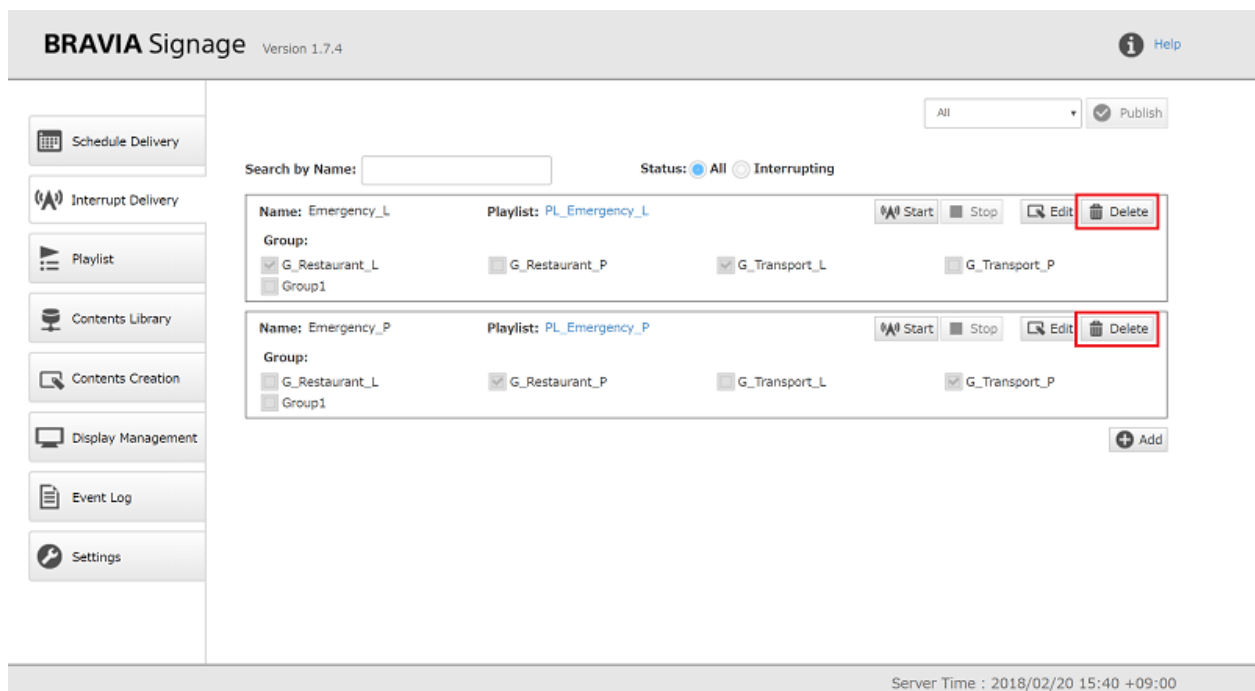 BRAVIA Signage Version 1.7.4
Help
All
Publish
Schedule Delivery
Interrupt Delivery
Playlist
Contents Library
Contents Creation
Display Management
Event Log
Settings
Search by Name:
Status: All Interrupting
Name: Emergency_L Playlist: PL_Emergency_L Start Stop Edit Delete
Group:
G_Restaurant_L G_Restaurant_P G_Transport_L G_Transport_P
Group1
Name: Emergency_P Playlist: PL_Emergency_P Start Stop Edit Delete
Group:
G_Restaurant_L G_Restaurant_P G_Transport_L G_Transport_P
Group1
Add
Server Time : 2018/02/20 15:40 +09:00